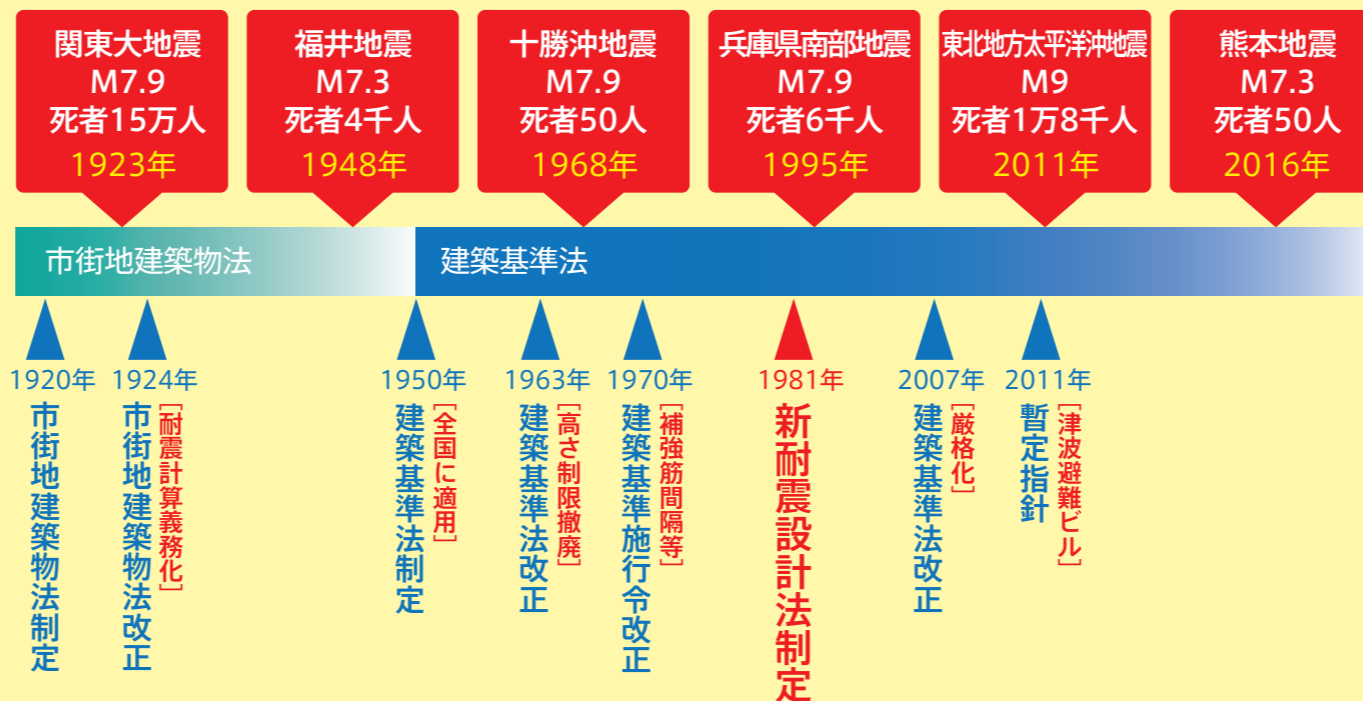 関東大地震
M7.9
死者15万人
1923年
福井地震
M7.3
死者4千人
1948年
十勝沖地震
M7.9
死者50人
1968年
兵庫県南部地震
M7.9
死者6千人
1995年
東北地方太平洋沖地震
M9
死者1万8千人
2011年
熊本地震
M7.3
死者50人
2016年
市街地建築物法
建築基準法
1920年
市街地建築物法制定
1924年
市街地建築物法改正
[耐震計算義務化]
1950年
建築基準法制定
[全国に適用]
1963年
建築基準法改正
[高さ制限撤廃]
1970年
建築基準施行令改正
[補強筋間隔等]
1981年
新耐震設計法制定
2007年
建築基準法改正
[厳格化]
2011年
暫定指針
[津波避難ビル]